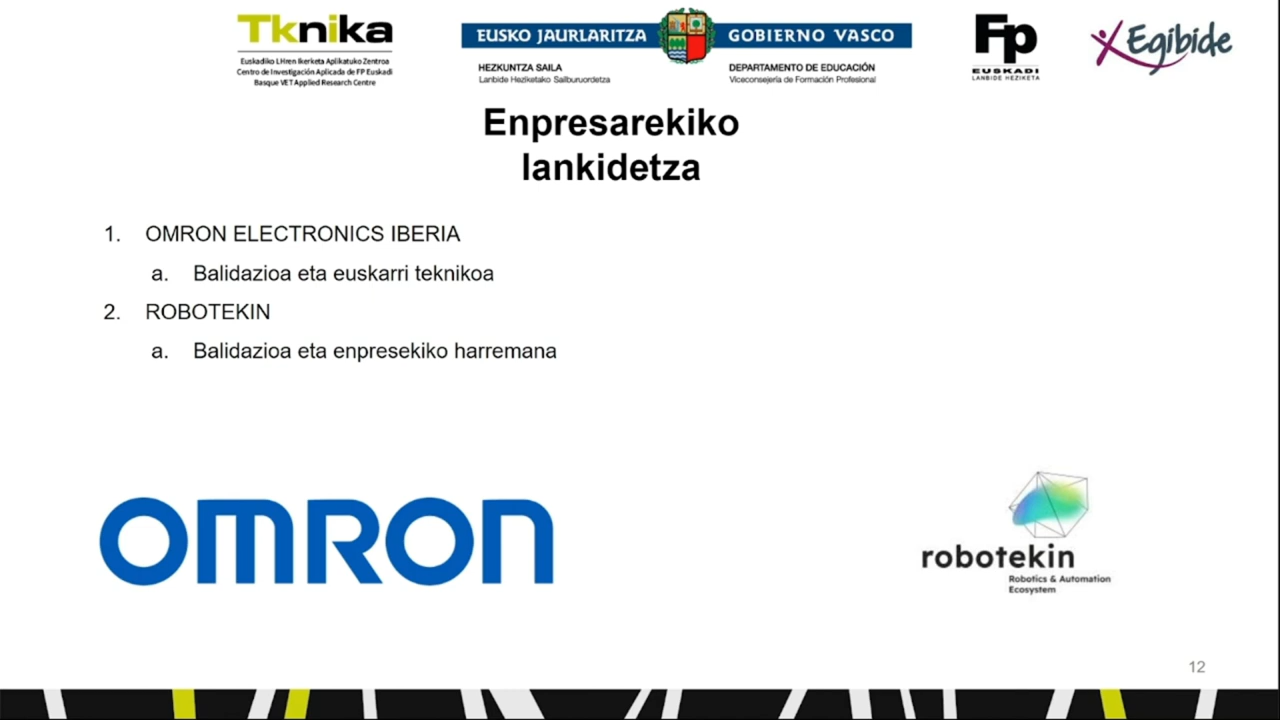 Tknika
Euskadiko LHren Ikerketa Aplikatuko Zentroa
Centro de Investigación Aplicada de FP Euskadi
Basque VET Applied Research Centre
EUSKO JAURLARITZA
GOBIERNO VASCO
HEZKUNTZA SAILA
Lanbide Heziketako Sailburuordetza
DEPARTAMENTO DE EDUCACIÓN
Viceconsejería de Formación Profesional
Fp
EUSKADI
LANBIDE HEZIKETA
Egibide
Enpresarekiko
lankidetza
1. OMRON ELECTRONICS IBERIA
a. Balidazioa eta euskarri teknikoa
2. ROBOTEKIN
a. Balidazioa eta enpresekiko harremana
OMRON
robotekin
Robotics & Automation
Ecosystem
12